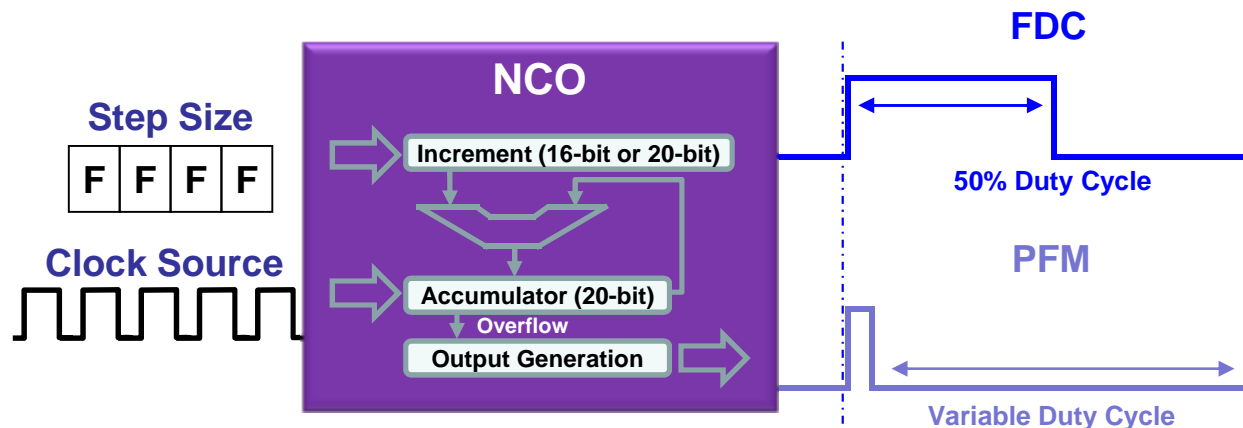 FDC
NCO
Step Size
F F F F
Increment (16-bit or 20-bit)
50% Duty Cycle
Clock Source
PFM
Accumulator (20-bit)
Overflow
Output Generation
Variable Duty Cycle